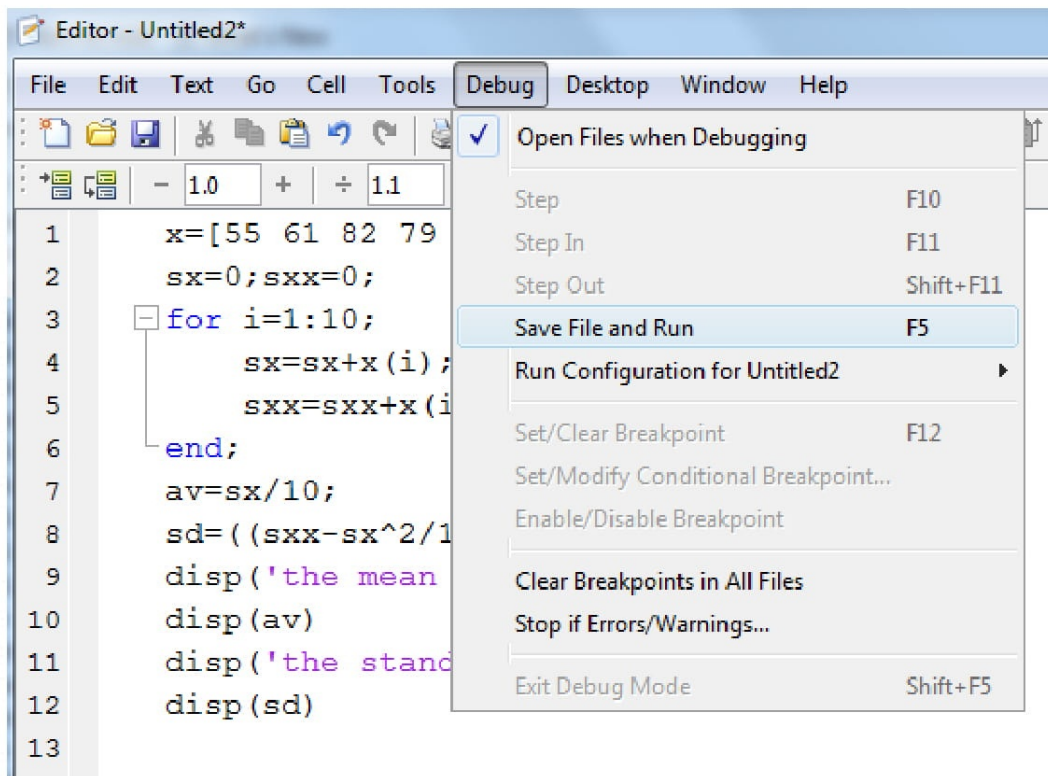 Editor - Untitled2*
File Edit Text Go Cell Tools Debug Desktop Window Help
- 1.0 + ÷ 1.1
✓ Open Files when Debugging
Step F10
Step In F11
Step Out Shift+F11
Save File and Run F5
Run Configuration for Untitled2
Set/Clear Breakpoint F12
Set/Modify Conditional Breakpoint...
Enable/Disable Breakpoint
Clear Breakpoints in All Files
Stop if Errors/Warnings...
Exit Debug Mode Shift+F5
1 x=[55 61 82 79
2 sx=0;sxx=0;
3 for i=1:10;
4 sx=sx+x(i);
5 sxx=sxx+x(i
6 end;
7 av=sx/10;
8 sd=((sxx-sx^2/1
9 disp('the mean
10 disp(av)
11 disp('the stand
12 disp(sd)
13